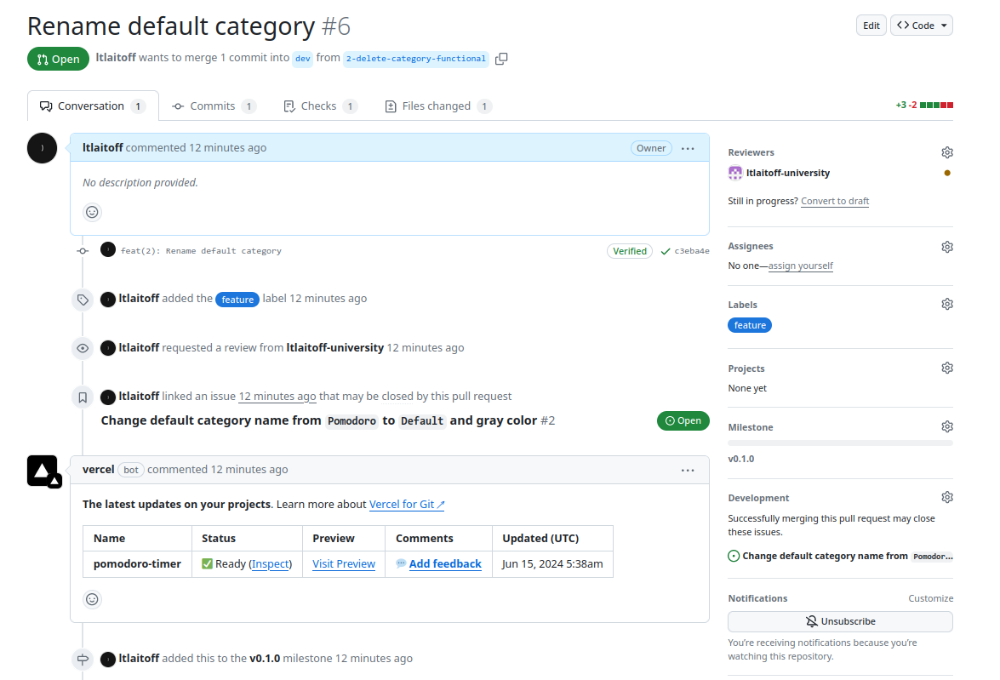 Rename default category #6
Edit
Code
Open
ltlaitoff wants to merge 1 commit into dev from 2-delete-category-functional
Conversation 1
Commits 1
Checks 1
Files changed 1
+3 -2
ltlaitoff commented 12 minutes ago
Owner
No description provided.
feat(2): Rename default category
Verified
c3eba4e
ltlaitoff added the feature label 12 minutes ago
ltlaitoff requested a review from ltlaitoff-university 12 minutes ago
ltlaitoff linked an issue 12 minutes ago that may be closed by this pull request
Change default category name from Pomodoro to Default and gray color #2
Open
vercel bot commented 12 minutes ago
The latest updates on your projects. Learn more about Vercel for Git ↗
Name Status Preview Comments Updated (UTC)
pomodoro-timer ✅ Ready (Inspect) Visit Preview 💬 Add feedback Jun 15, 2024 5:38am
ltlaitoff added this to the v0.1.0 milestone 12 minutes ago
Reviewers
ltlaitoff-university
Still in progress? Convert to draft
Assignees
No one—assign yourself
Labels
feature
Projects
None yet
Milestone
v0.1.0
Development
Successfully merging this pull request may close
these issues.
Change default category name from Pomodor...
Notifications
Customize
Unsubscribe
You're receiving notifications because you're
watching this repository.